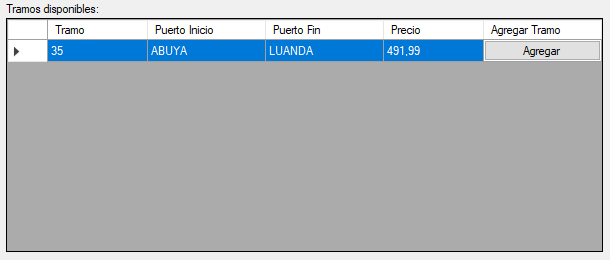 Tramos disponibles:
Tramo Puerto Inicio Puerto Fin Precio Agregar Tramo
35 ABUYA LUANDA 491,99 Agregar